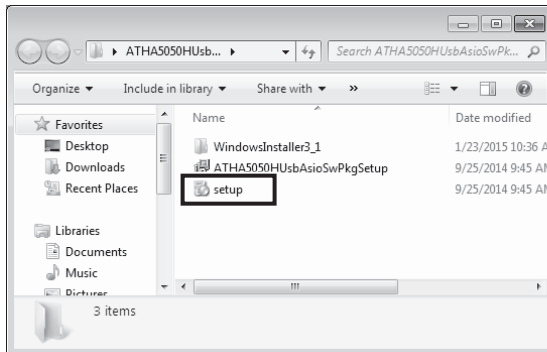 ATHA5050HUsb...
Search ATHA5050HUsbAsioSwPk...
Organize
Include in library
Share with
»
Favorites
Desktop
Downloads
Recent Places
Libraries
Documents
Music
Name
Date modified
WindowsInstaller3_1
1/23/2015 10:36 A
ATHA5050HUsbAsioSwPkgSetup
9/25/2014 9:45 AM
setup
9/25/2014 9:45 AM
3 items